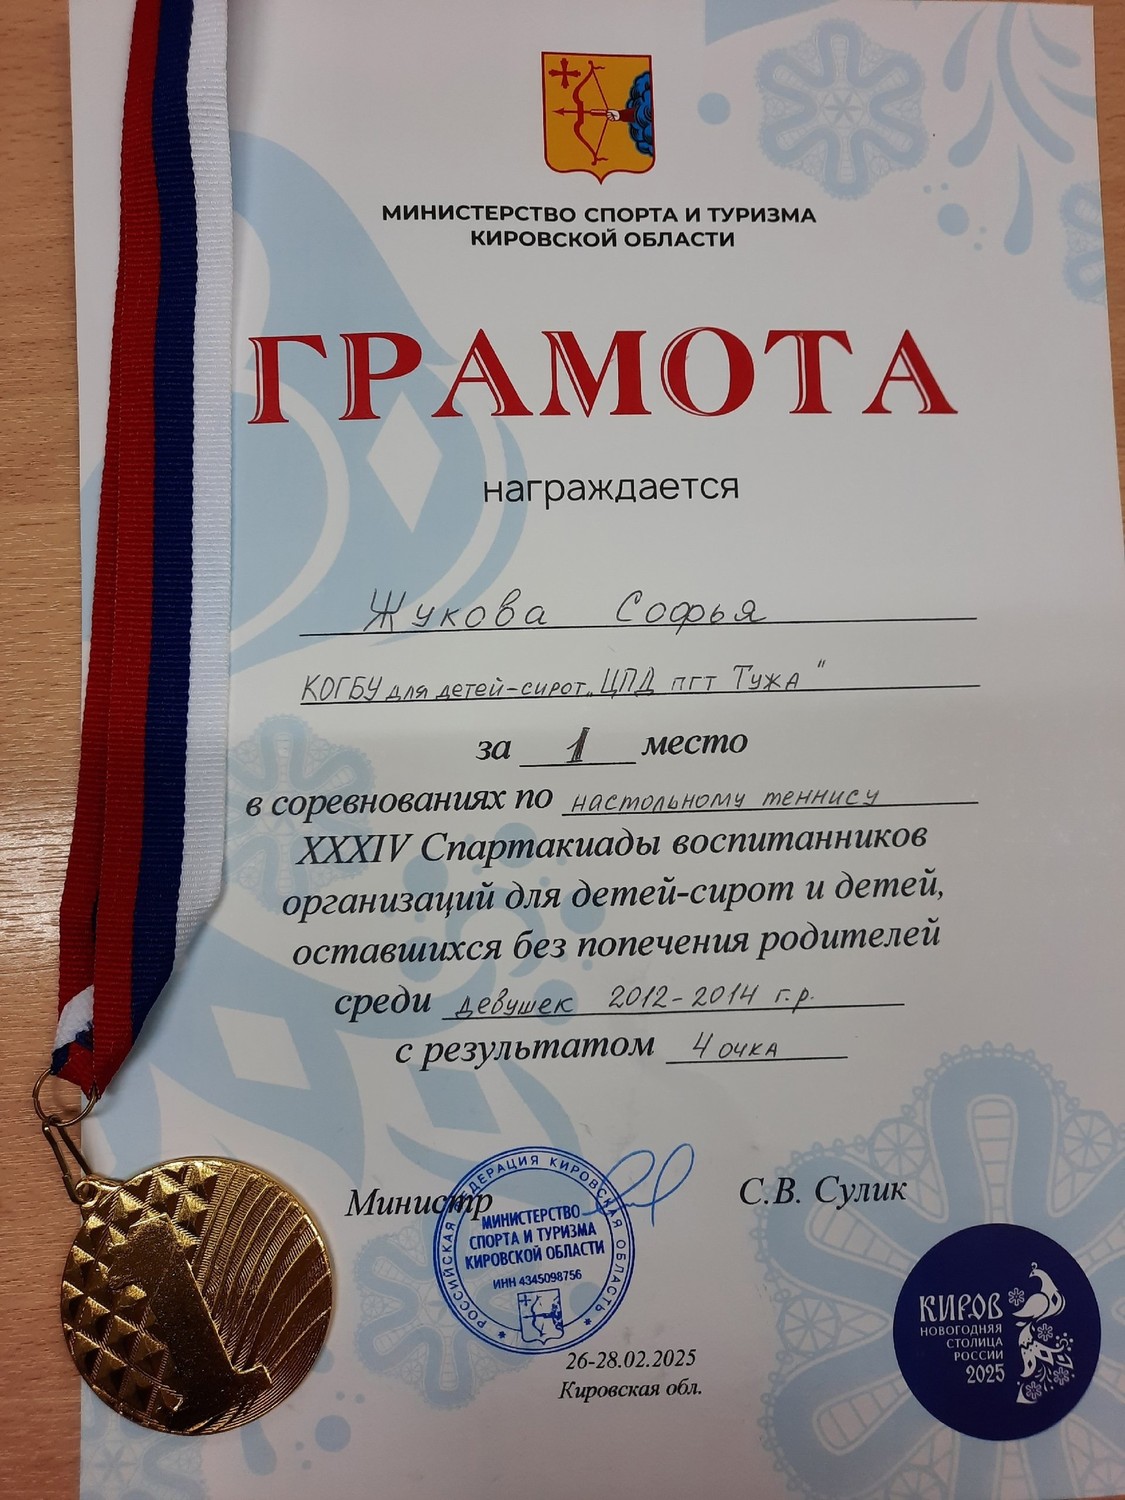 МИНИСТЕРСТВО СПОРТА И ТУРИЗМА
КИРОВСКОЙ ОБЛАСТИ
ГРАМОТА
награждается
Жукова Софья
КОГБУ для детей-сирот „ЦПД пгт Тужа"
за 1 место
в соревнованиях по настольному теннису
XXXIV Спартакиады воспитанников
организаций для детей-сирот и детей,
оставшихся без попечения родителей
среди девушек 2012-2014 г.р.
с результатом 4 очка
Министр
С.В. Сулик
РОССИЙСКАЯ ФЕДЕРАЦИЯ КИРОВСКАЯ ОБЛАСТЬ
МИНИСТЕРСТВО
СПОРТА И ТУРИЗМА
КИРОВСКОЙ ОБЛАСТИ
ИНН 4345098756
26-28.02.2025
Кировская обл.
КИРОВ
НОВОГОДНЯЯ
СТОЛИЦА
РОССИИ
2025
1